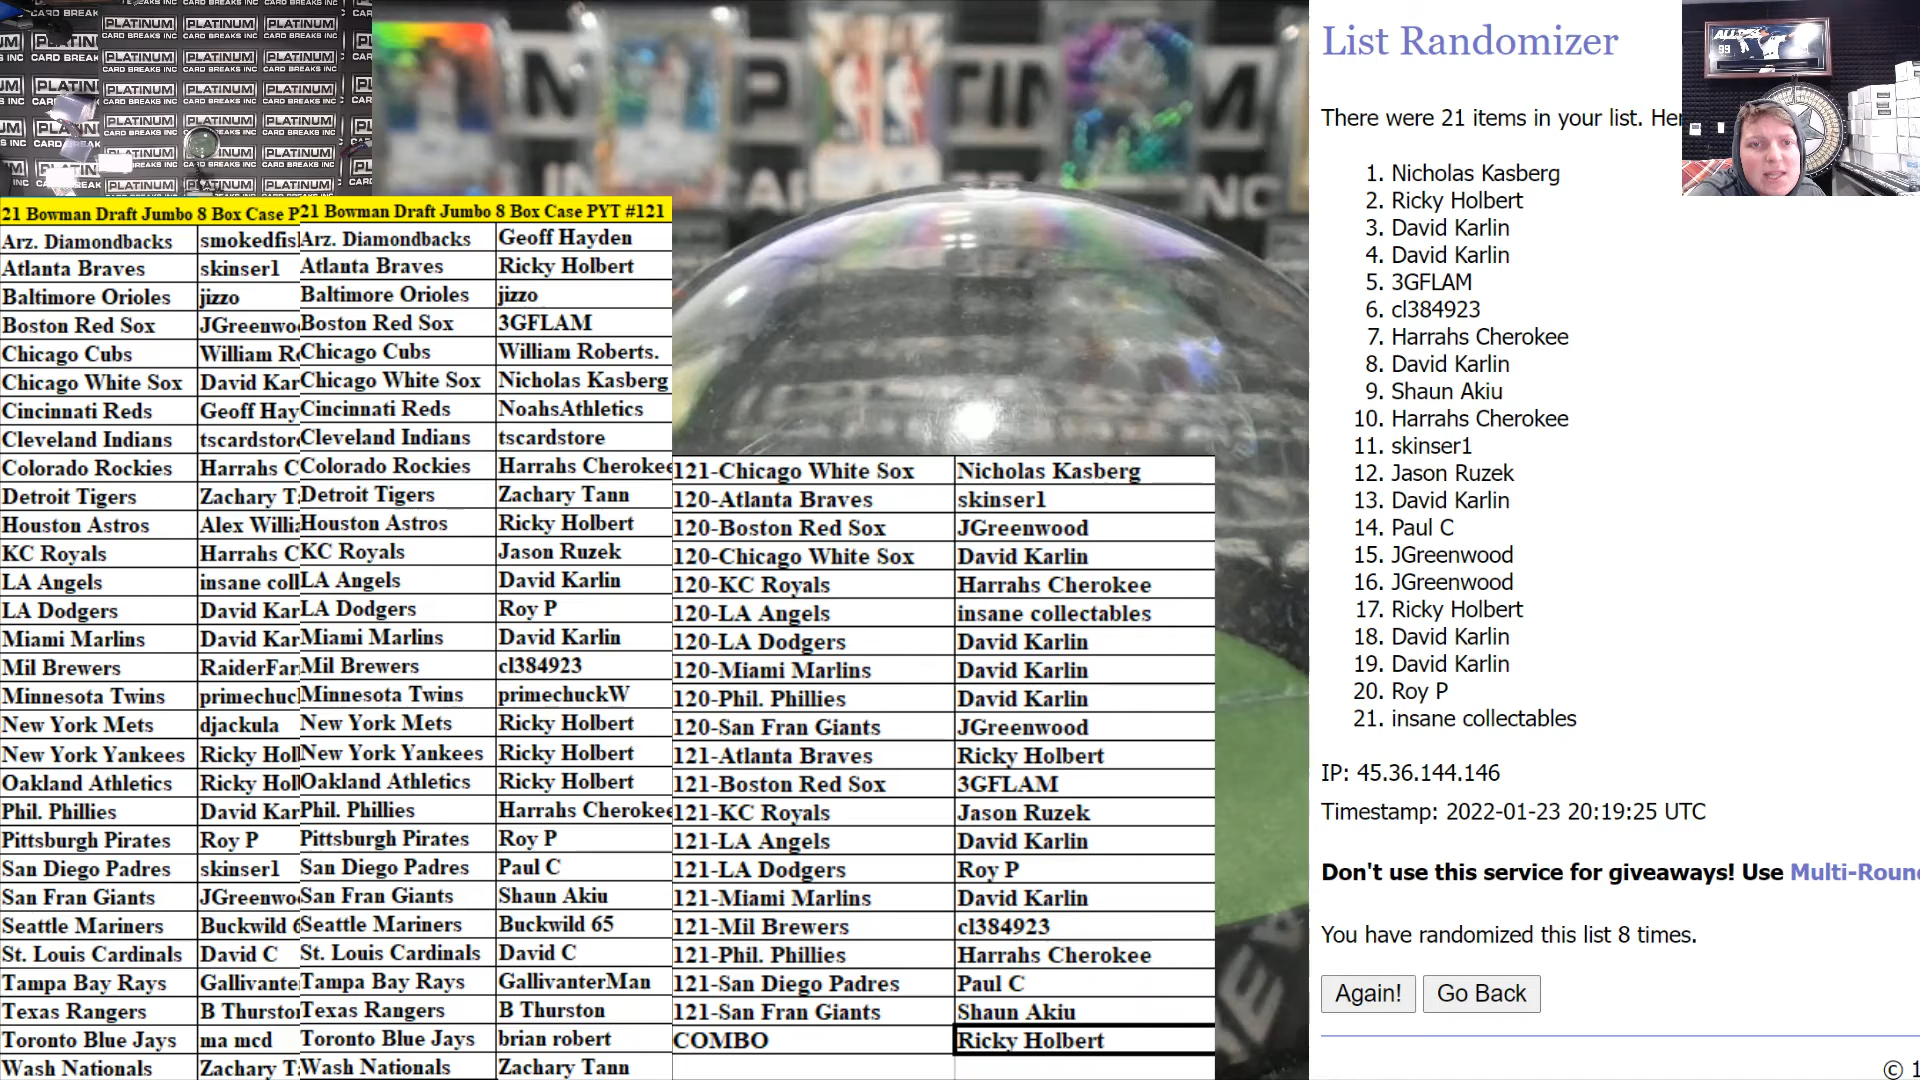 PLATINUM
CARD BREAKS INC
21 Bowman Draft Jumbo 8 Box Case P
Arz. Diamondbacks smokedfis
Atlanta Braves skinser1
Baltimore Orioles jizzo
Boston Red Sox JGreenwo
Chicago Cubs William R
Chicago White Sox David Kar
Cincinnati Reds Geoff Hay
Cleveland Indians tscardstor
Colorado Rockies Harrahs C
Detroit Tigers Zachary T
Houston Astros Alex Willi
KC Royals Harrahs C
LA Angels insane coll
LA Dodgers David Kar
Miami Marlins David Kar
Mil Brewers RaiderFa
Minnesota Twins primechuc
New York Mets djackula
New York Yankees Ricky Hol
Oakland Athletics Ricky Hol
Phil. Phillies David Kar
Pittsburgh Pirates Roy P
San Diego Padres skinser1
San Fran Giants JGreenwo
Seattle Mariners Buckwild 6
St. Louis Cardinals David C
Tampa Bay Rays Gallivante
Texas Rangers B Thursto
Toronto Blue Jays ma mcd
Wash Nationals Zachary T
21 Bowman Draft Jumbo 8 Box Case PYT #121
Arz. Diamondbacks Geoff Hayden
Atlanta Braves Ricky Holbert
Baltimore Orioles jizzo
Boston Red Sox 3GFLAM
Chicago Cubs William Roberts.
Chicago White Sox Nicholas Kasberg
Cincinnati Reds NoahsAthletics
Cleveland Indians tscardstore
Colorado Rockies Harrahs Cherokee
Detroit Tigers Zachary Tann
Houston Astros Ricky Holbert
KC Royals Jason Ruzek
LA Angels David Karlin
LA Dodgers Roy P
Miami Marlins David Karlin
Mil Brewers cl384923
Minnesota Twins primechuckW
New York Mets Ricky Holbert
New York Yankees Ricky Holbert
Oakland Athletics Ricky Holbert
Phil. Phillies Harrahs Cherokee
Pittsburgh Pirates Roy P
San Diego Padres Paul C
San Fran Giants Shaun Akiu
Seattle Mariners Buckwild 65
St. Louis Cardinals David C
Tampa Bay Rays GallivanterMan
Texas Rangers B Thurston
Toronto Blue Jays brian robert
Wash Nationals Zachary Tann
121-Chicago White Sox Nicholas Kasberg
120-Atlanta Braves skinser1
120-Boston Red Sox JGreenwood
120-Chicago White Sox David Karlin
120-KC Royals Harrahs Cherokee
120-LA Angels insane collectables
120-LA Dodgers David Karlin
120-Miami Marlins David Karlin
120-Phil. Phillies David Karlin
120-San Fran Giants JGreenwood
121-Atlanta Braves Ricky Holbert
121-Boston Red Sox 3GFLAM
121-KC Royals Jason Ruzek
121-LA Angels David Karlin
121-LA Dodgers Roy P
121-Miami Marlins David Karlin
121-Mil Brewers cl384923
121-Phil. Phillies Harrahs Cherokee
121-San Diego Padres Paul C
121-San Fran Giants Shaun Akiu
COMBO Ricky Holbert
List Randomizer
There were 21 items in your list. Her
1. Nicholas Kasberg
2. Ricky Holbert
3. David Karlin
4. David Karlin
5. 3GFLAM
6. cl384923
7. Harrahs Cherokee
8. David Karlin
9. Shaun Akiu
10. Harrahs Cherokee
11. skinser1
12. Jason Ruzek
13. David Karlin
14. Paul C
15. JGreenwood
16. JGreenwood
17. Ricky Holbert
18. David Karlin
19. David Karlin
20. Roy P
21. insane collectables
IP: 45.36.144.146
Timestamp: 2022-01-23 20:19:25 UTC
Don't use this service for giveaways! Use Multi-Roun
You have randomized this list 8 times.
Again! Go Back
© 1